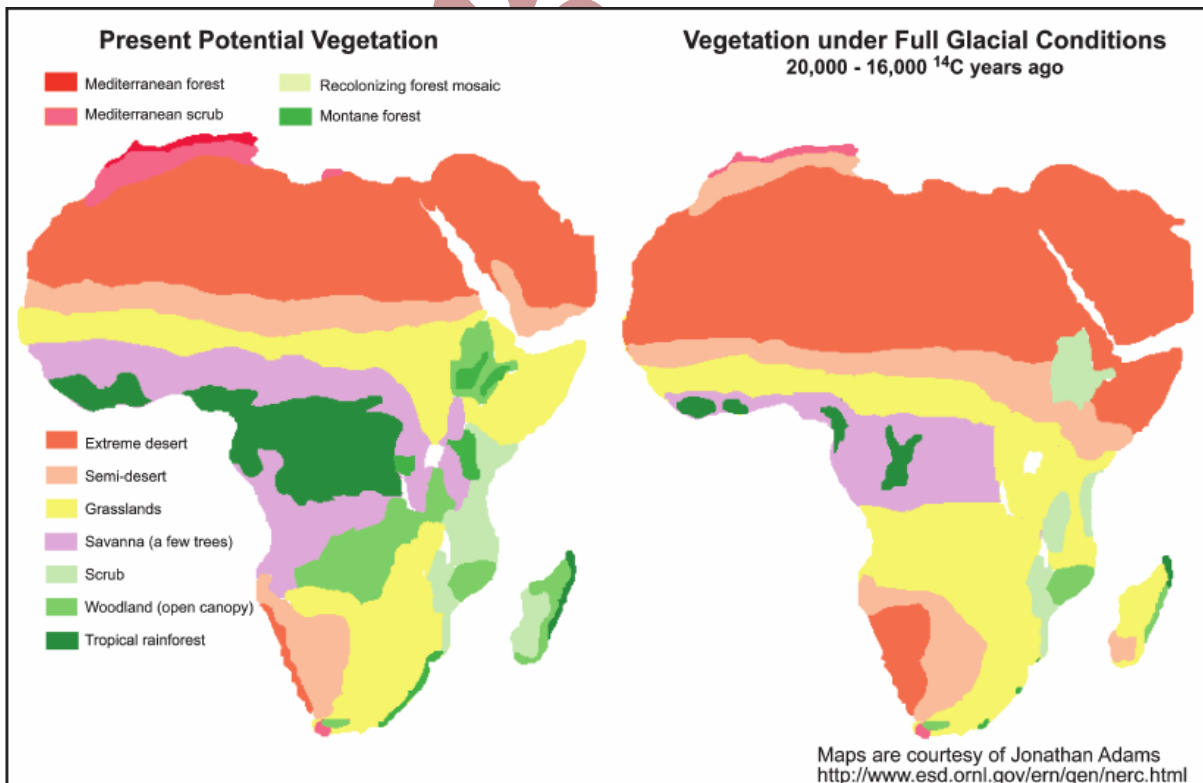 Present Potential Vegetation
Mediterranean forest
Mediterranean scrub
Recolonizing forest mosaic
Montane forest
Vegetation under Full Glacial Conditions
20,000 - 16,000 ¹⁴C years ago
Extreme desert
Semi-desert
Grasslands
Savanna (a few trees)
Scrub
Woodland (open canopy)
Tropical rainforest
Maps are courtesy of Jonathan Adams
http://www.esd.ornl.gov/ern/qen/nerc.html